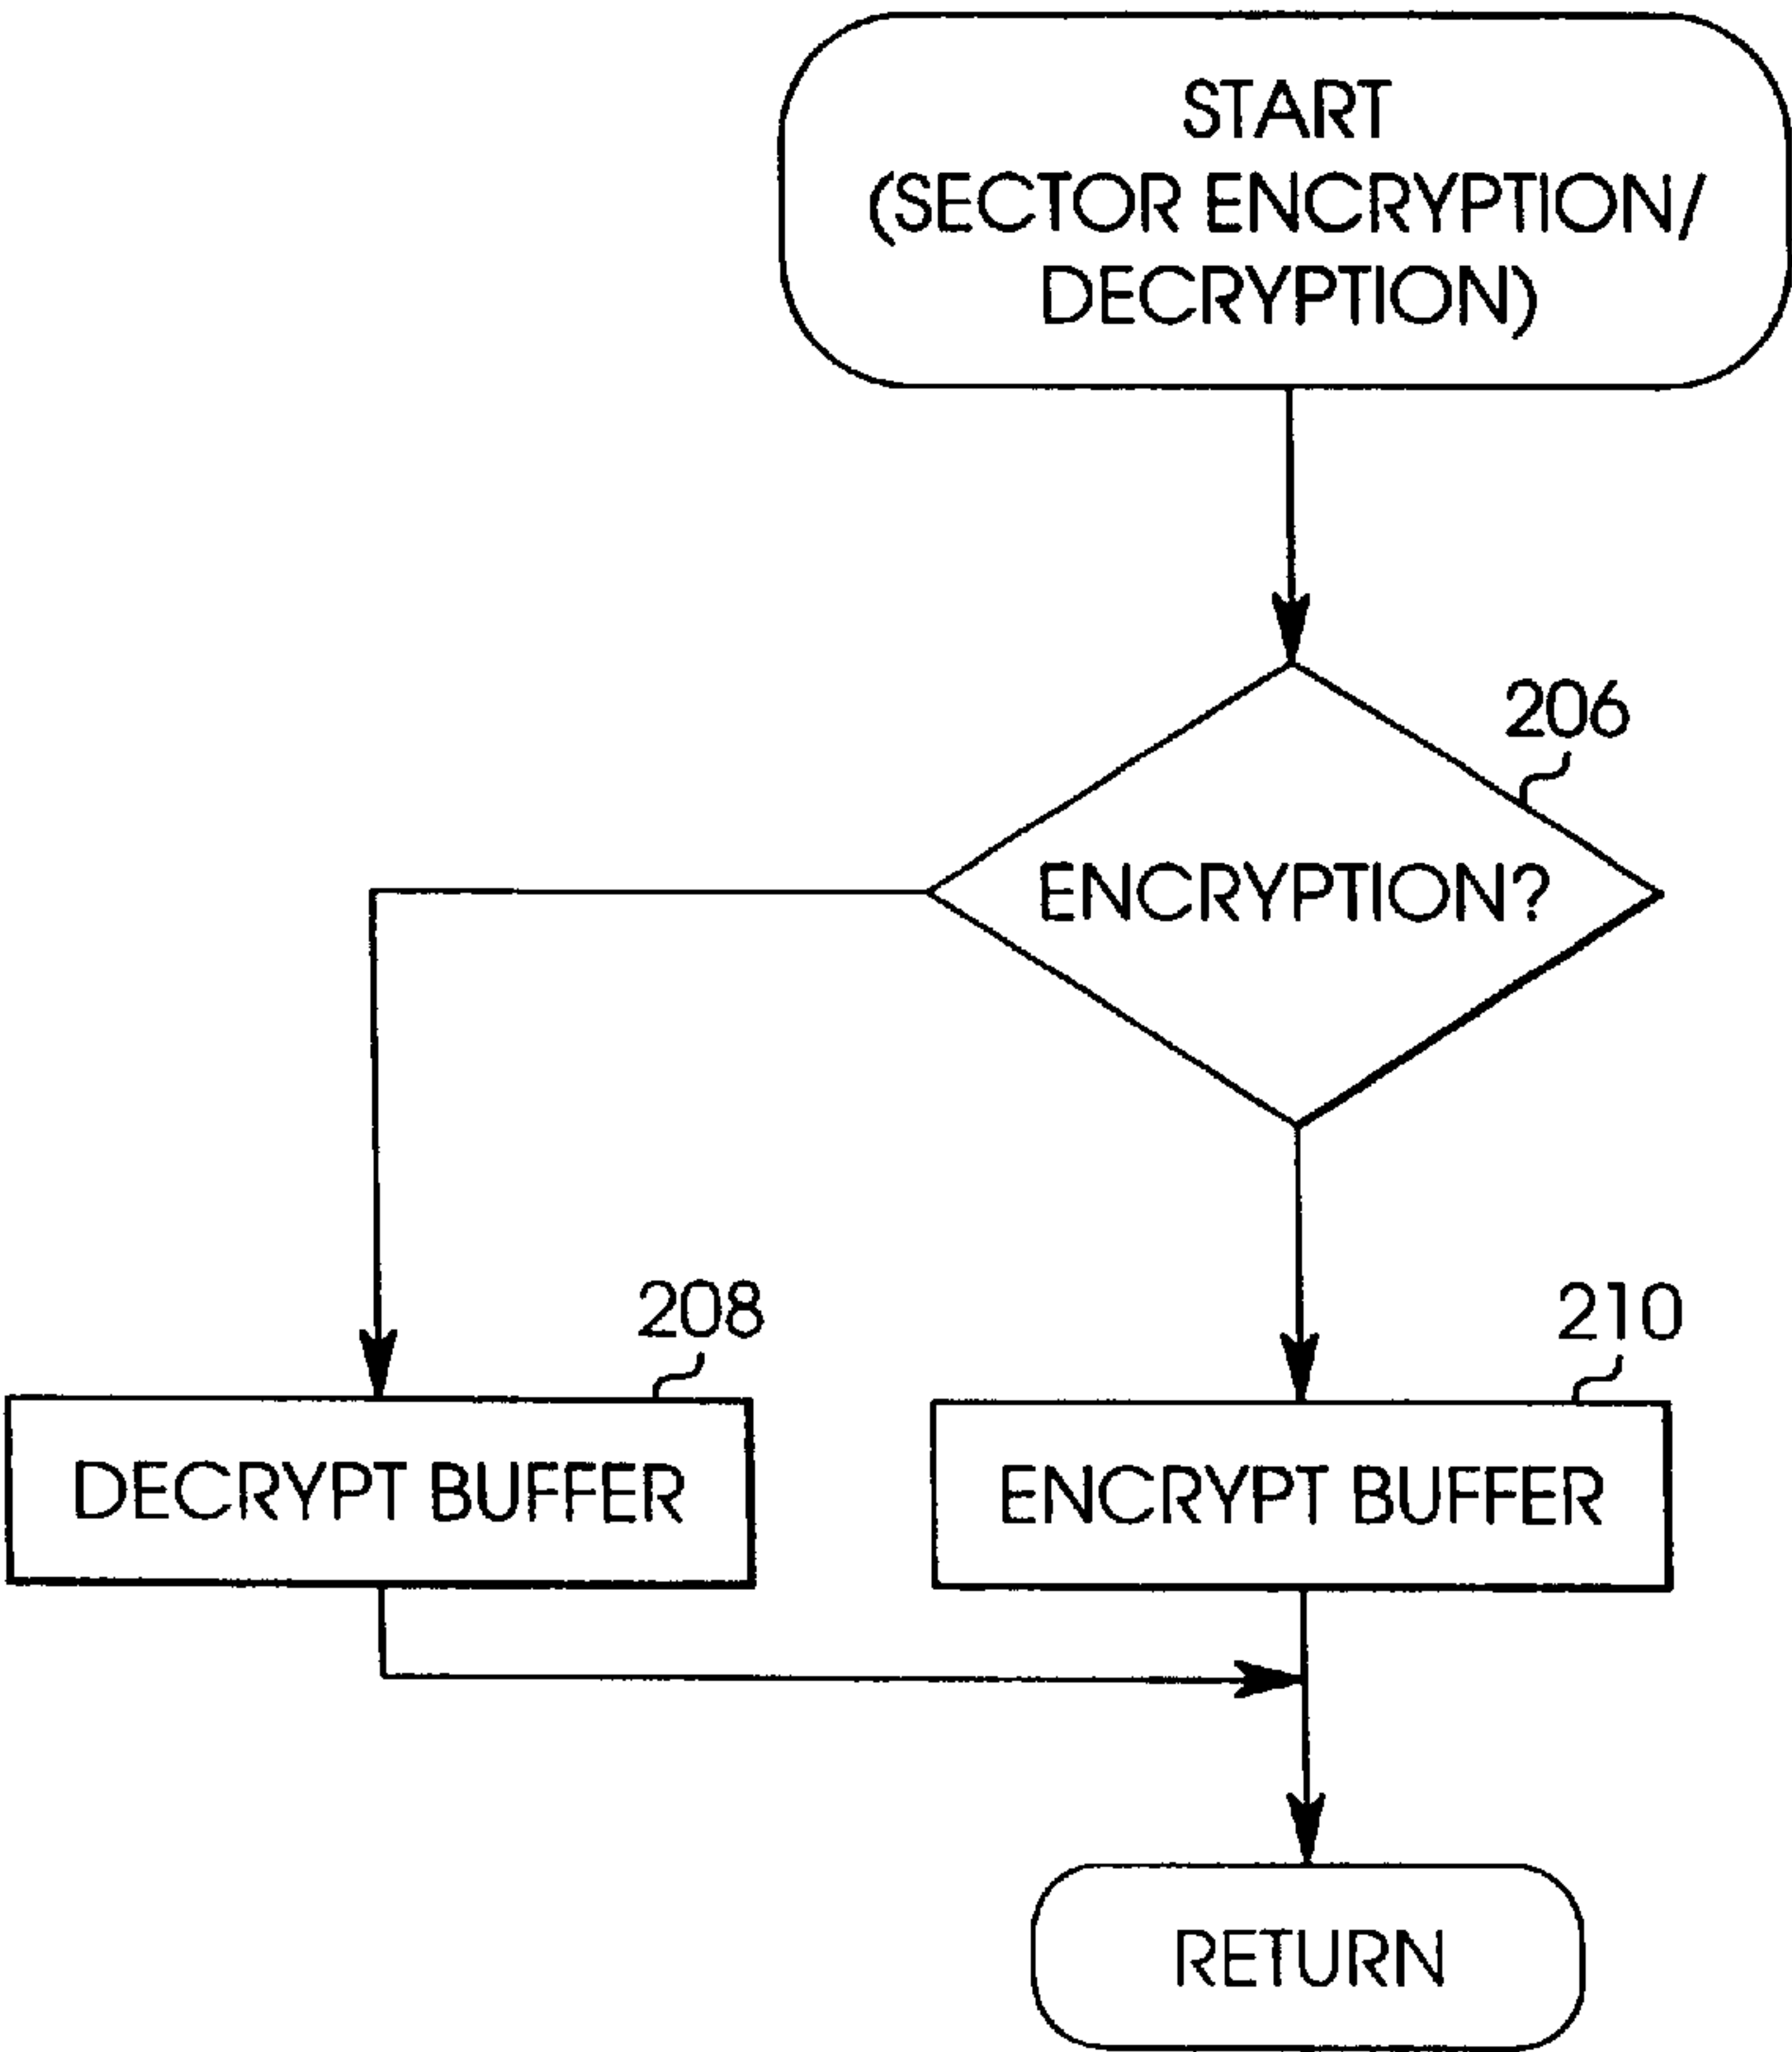 START
(SECTOR ENCRYPTION/
DECRYPTION)
206
ENCRYPTION?
208
210
DECRYPT BUFFER
ENCRYPT BUFFER
RETURN